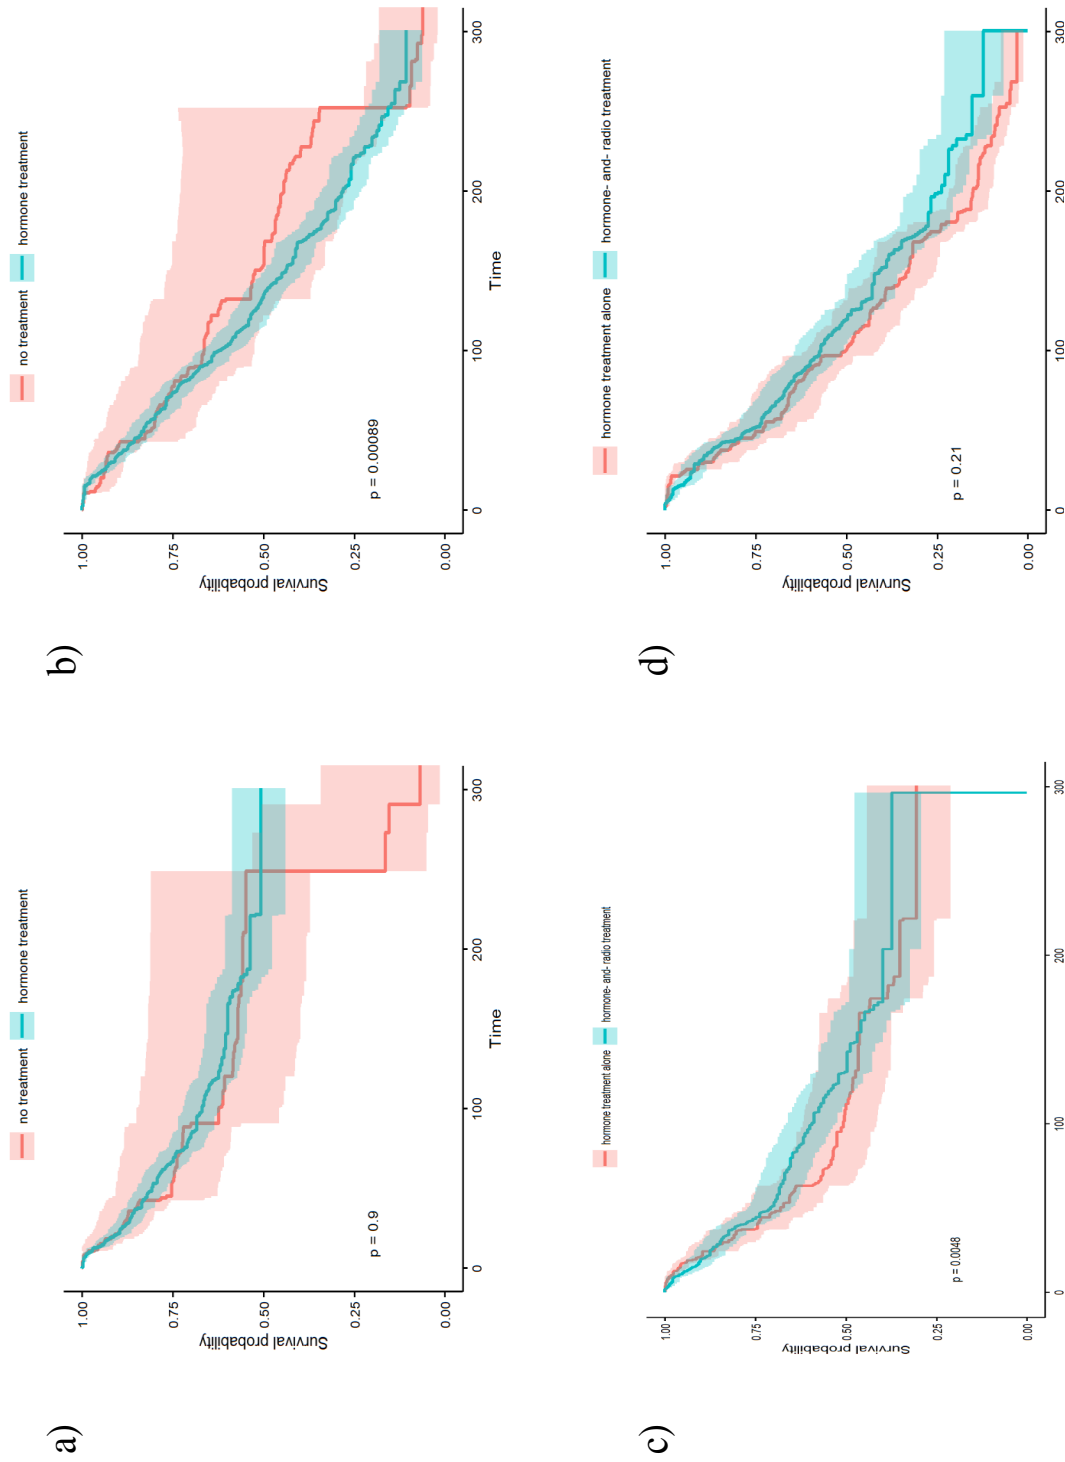 a)
no treatment hormone treatment
Survival probability
1.00
0.75
0.50
0.25
0.00
p = 0.9
0 100 200 300
Time
b)
no treatment hormone treatment
Survival probability
1.00
0.75
0.50
0.25
0.00
p = 0.00089
0 100 200 300
Time
c)
hormone treatment alone hormone- and- radio treatment
Survival probability
1.00
0.75
0.50
0.25
0.00
p = 0.0048
0 100 200 300
d)
hormone treatment alone hormone- and- radio treatment
Survival probability
1.00
0.75
0.50
0.25
0.00
p = 0.21
0 100 200 300